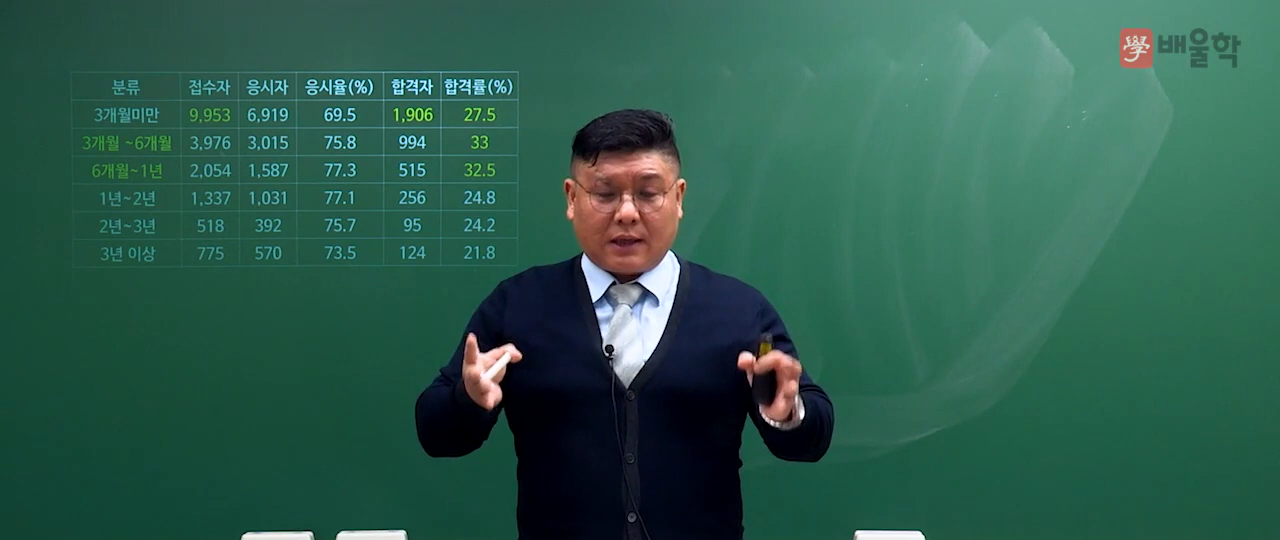 學 배울학
분류 접수자 응시자 응시율(%) 합격자 합격률(%)
3개월미만 9,953 6,919 69.5 1,906 27.5
3개월 ~6개월 3,976 3,015 75.8 994 33
6개월~1년 2,054 1,587 77.3 515 32.5
1년~2년 1,337 1,031 77.1 256 24.8
2년~3년 518 392 75.7 95 24.2
3년 이상 775 570 73.5 124 21.8